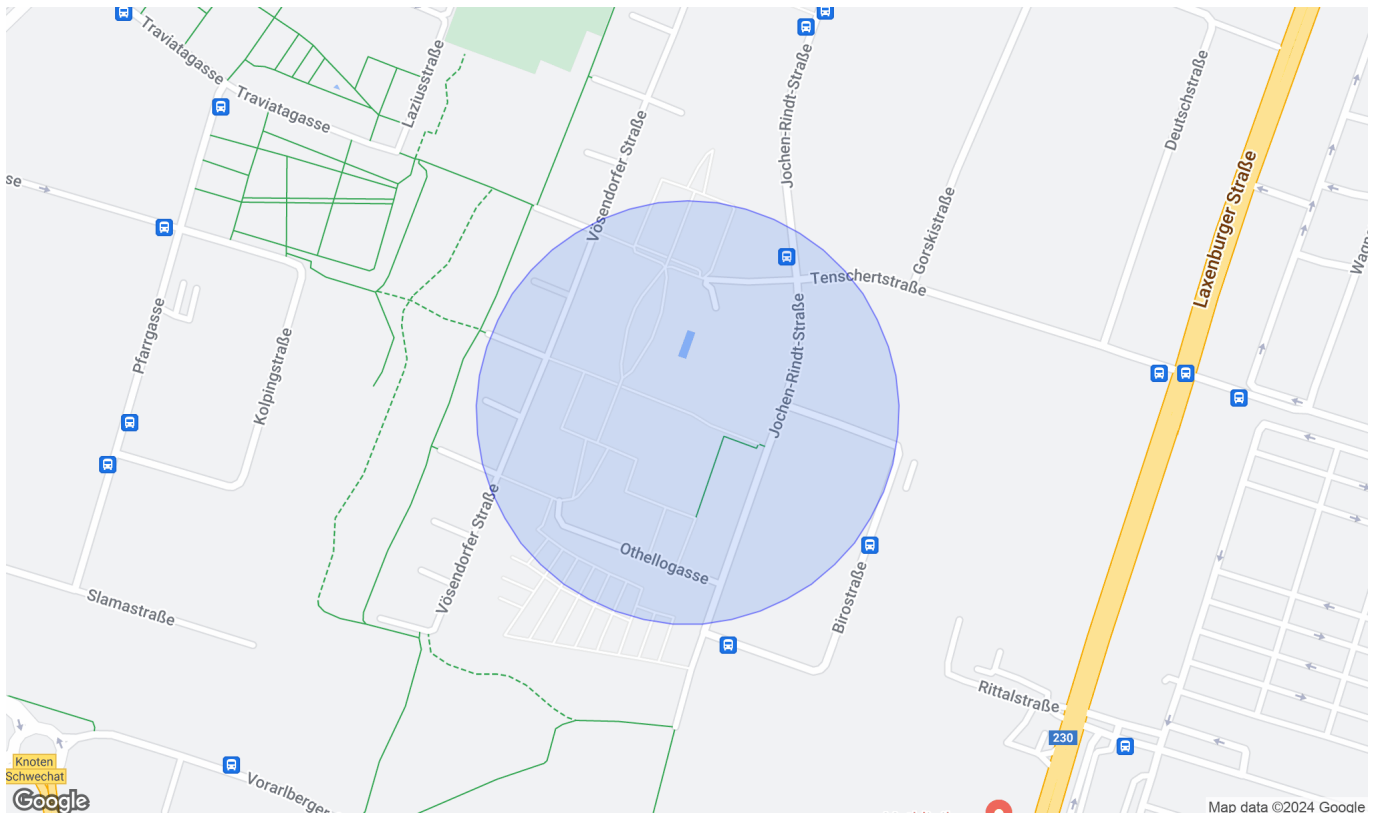 Traviatagasse
Traviatagasse
Laziusstraße
Vösendorfer Straße
Jochen-Rindt-Straße
Deutschstraße
Laxenburger Straße
se
Gorskistraße
Tenschertstraße
Pfarrgasse
Kolpingstraße
Jochen-Rindt-Straße
Vösendorfer Straße
Othellogasse
Birostraße
Slamastraße
Rittalstraße
230
Knoten
Schwechat
Vorarlberger
Google
Map data ©2024 Google